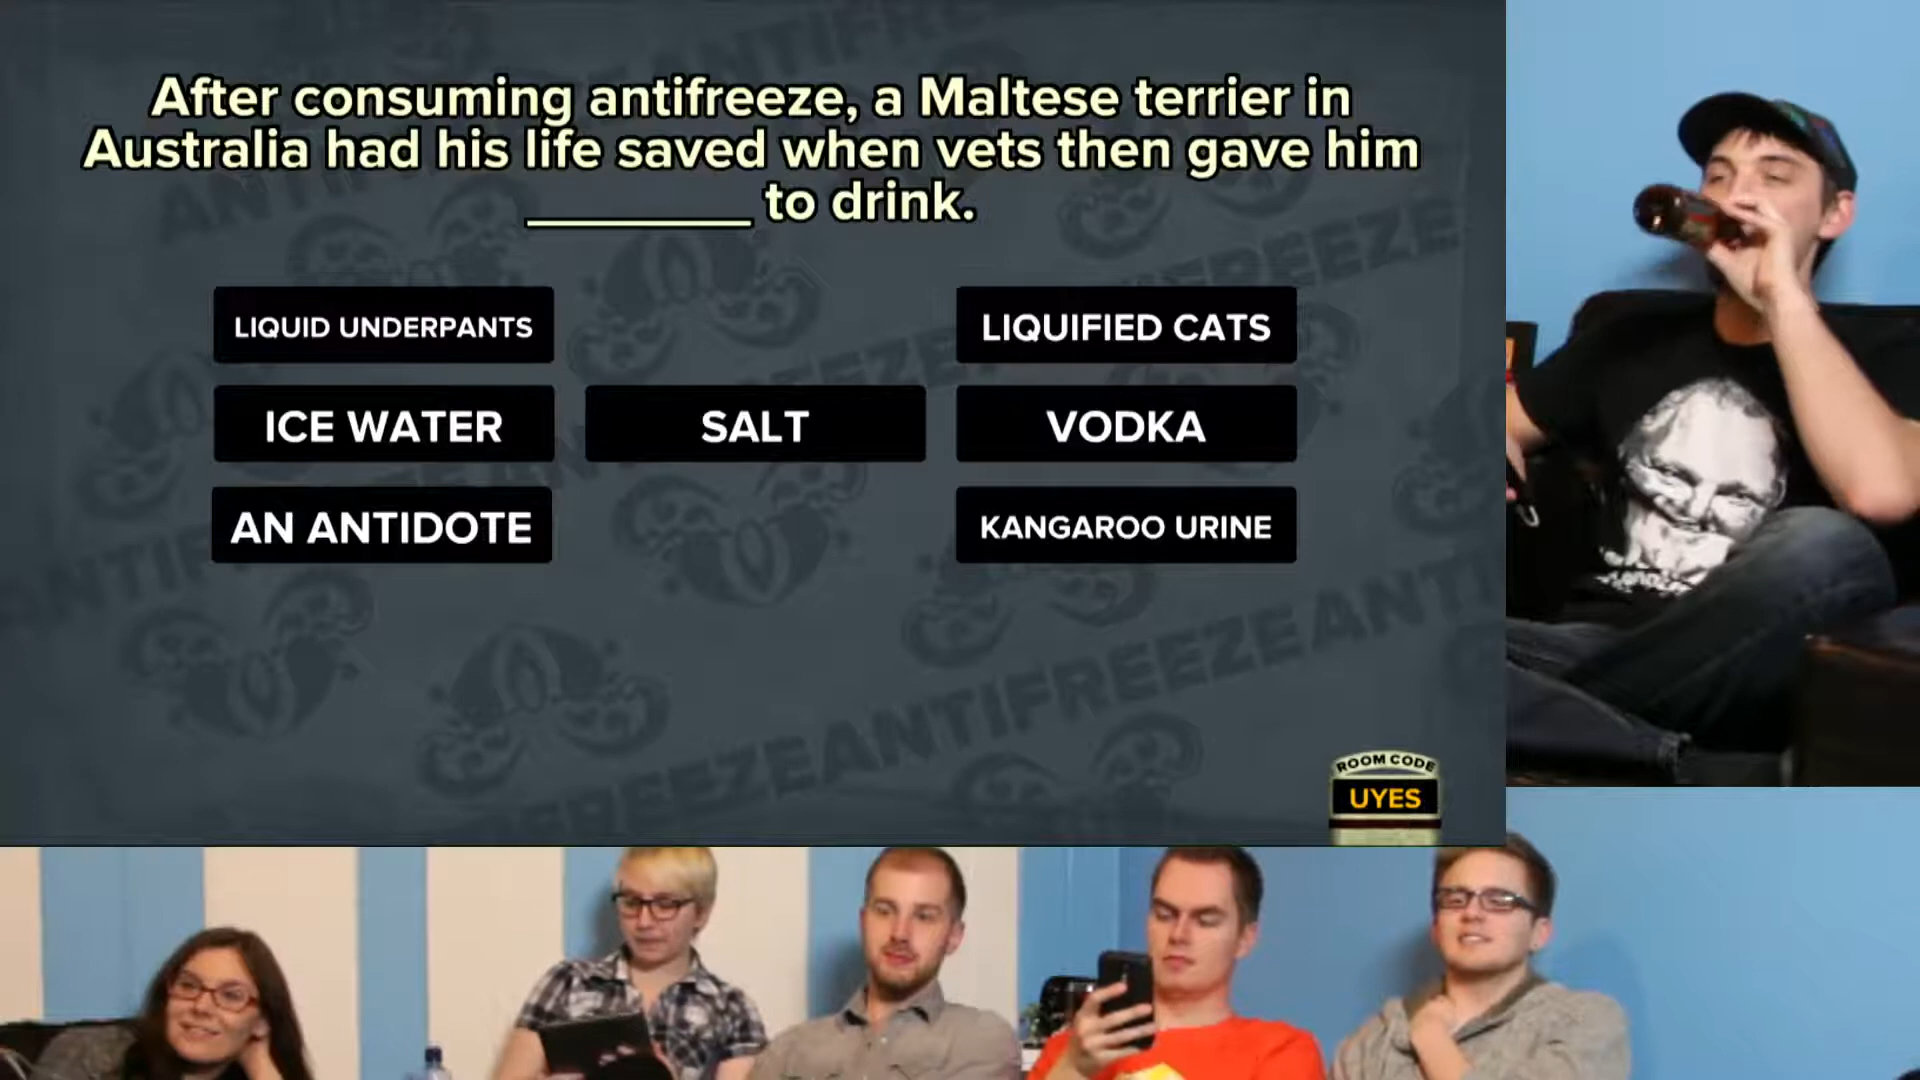 After consuming antifreeze, a Maltese terrier in
Australia had his life saved when vets then gave him
________ to drink.
LIQUID UNDERPANTS
LIQUIFIED CATS
ICE WATER
SALT
VODKA
AN ANTIDOTE
KANGAROO URINE
ROOM CODE
UYES